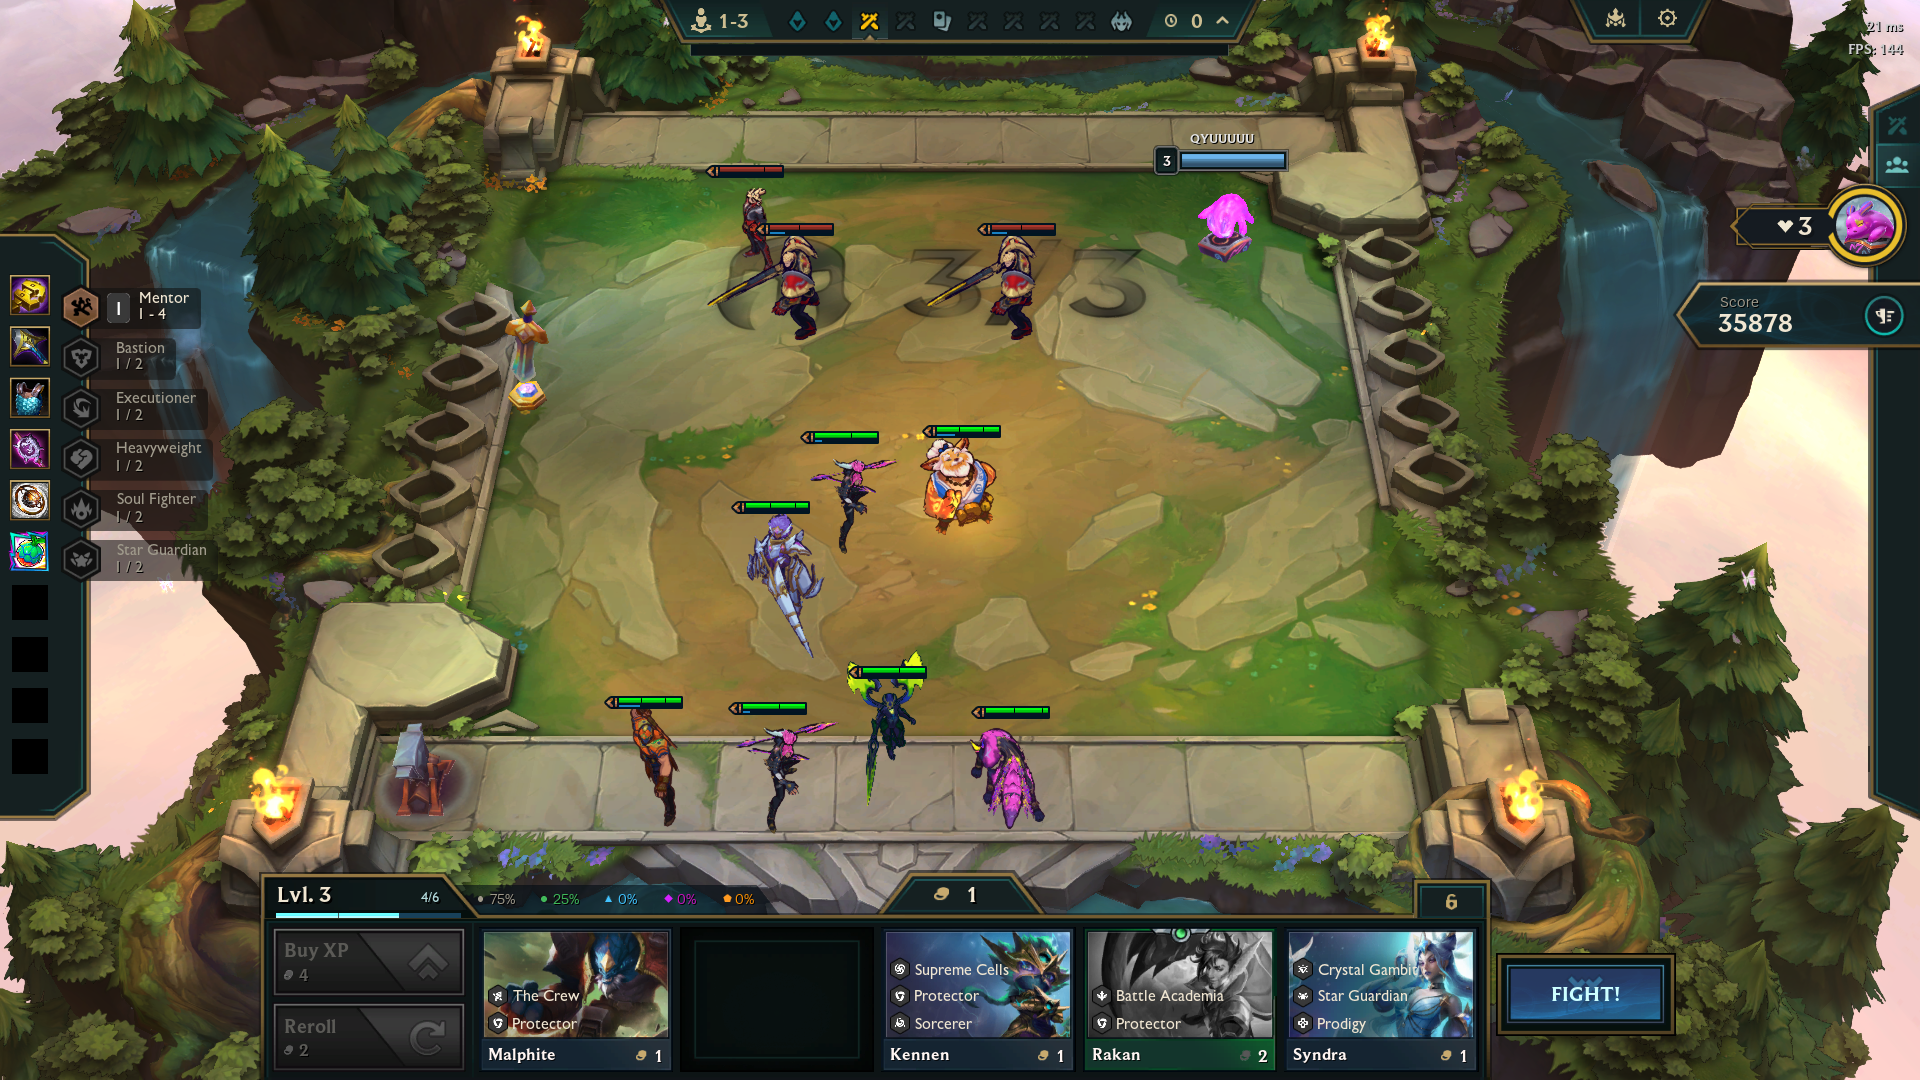 1-3
0
21 ms
FPS: 144
QYUUUUU
3
3
Score
35878
3/3
I
Mentor
1 - 4
Bastion
1 / 2
Executioner
1 / 2
Heavyweight
1 / 2
Soul Fighter
1 / 2
Star Guardian
1 / 2
Lvl. 3
4/6
75%
25%
0%
0%
0%
1
6
Buy XP
4
Reroll
2
The Crew
Protector
Malphite
1
Supreme Cells
Protector
Sorcerer
Kennen
1
Battle Academia
Protector
Rakan
2
Crystal Gambit
Star Guardian
Prodigy
Syndra
1
FIGHT!